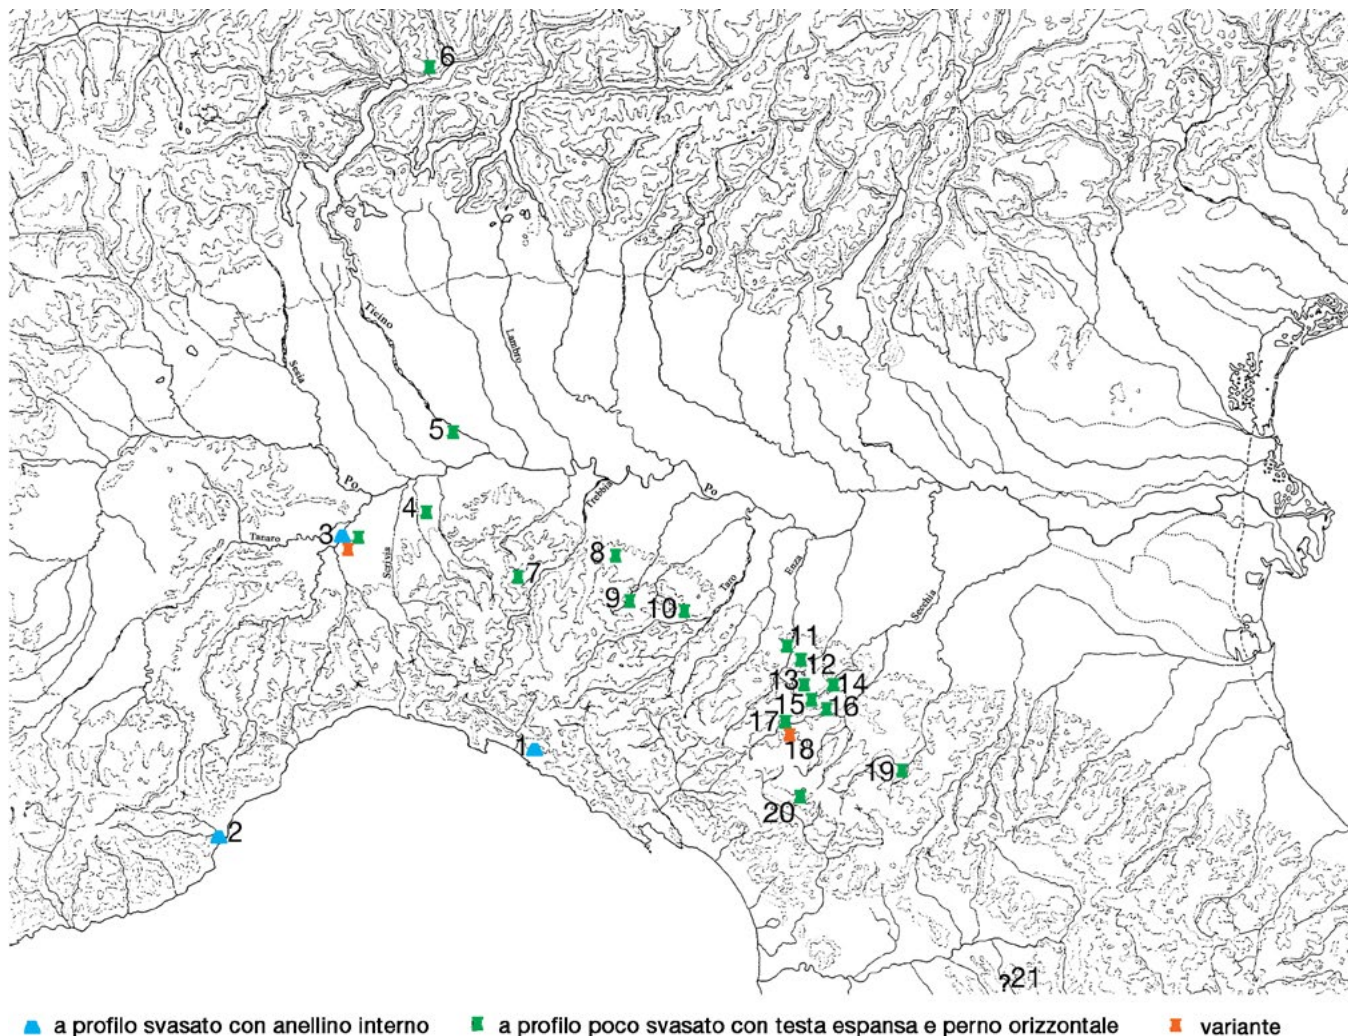 6
Ticino
Lambro
Sesia
5
Po
Trebbia
Po
4
3
Tanaro
Scrivia
8
7
Enza
9
Taro
10
Secchia
11
12
13
14
15
16
17
18
1
19
20
2
?21
a profilo svasato con anellino interno
a profilo poco svasato con testa espansa e perno orizzontale
variante